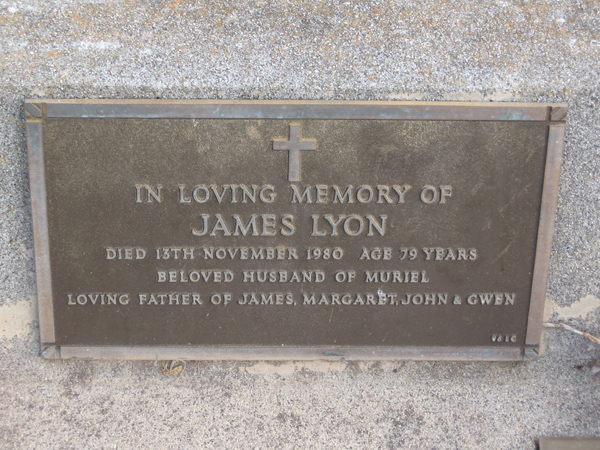 IN LOVING MEMORY OF
JAMES LYON
DIED 13TH NOVEMBER 1980 AGE 79 YEARS
BELOVED HUSBAND OF MURIEL
LOVING FATHER OF JAMES, MARGARET, JOHN & GWEN